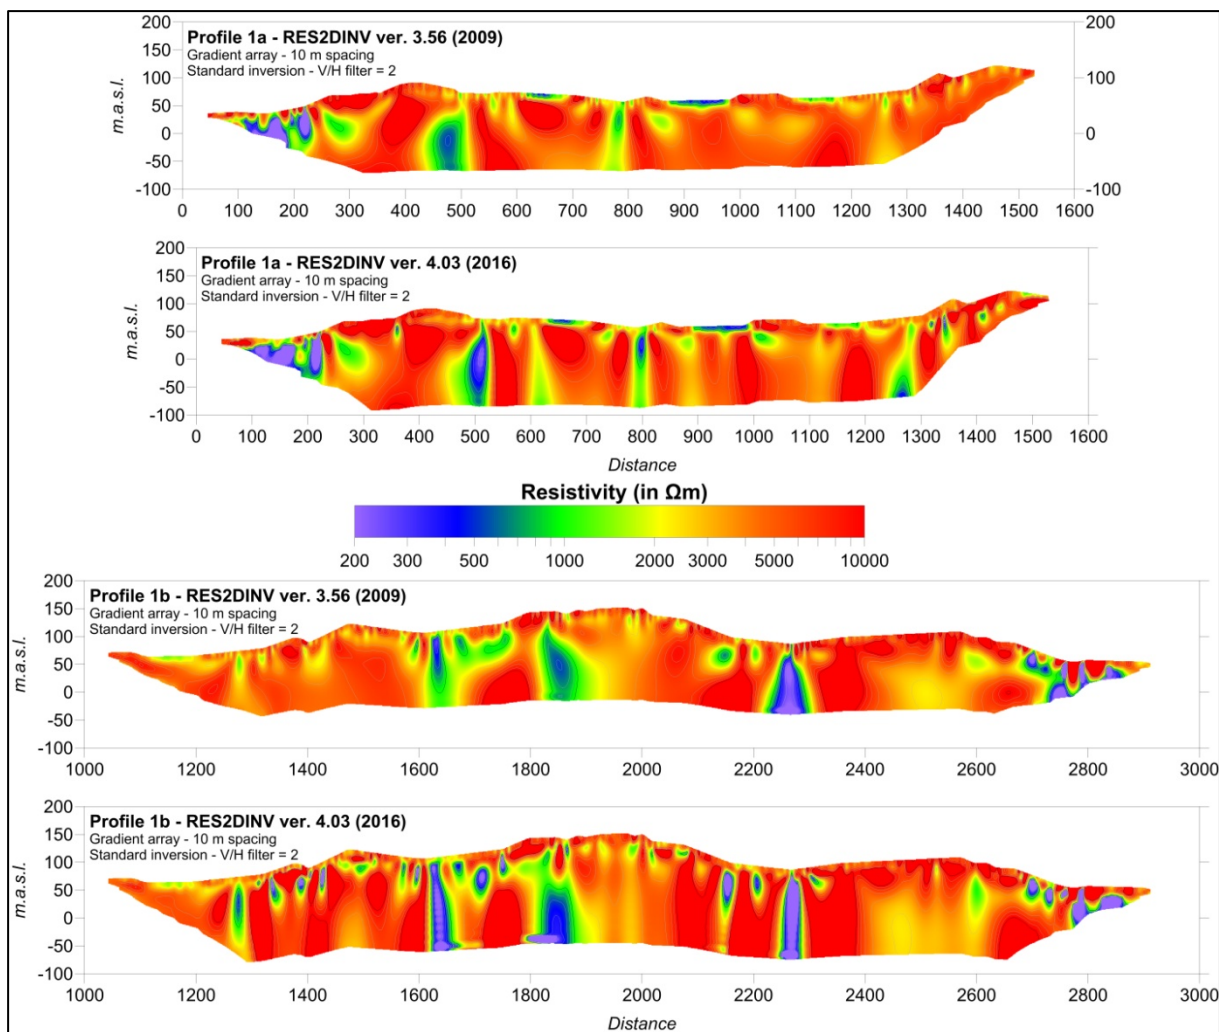 Profile 1a - RES2DINV ver. 3.56 (2009)
Gradient array - 10 m spacing
Standard inversion - V/H filter = 2
m.a.s.l.
200
150
100
50
0
-50
-100
200
100
0
-100
0 100 200 300 400 500 600 700 800 900 1000 1100 1200 1300 1400 1500 1600
Profile 1a - RES2DINV ver. 4.03 (2016)
Gradient array - 10 m spacing
Standard inversion - V/H filter = 2
m.a.s.l.
200
150
100
50
0
-50
-100
0 100 200 300 400 500 600 700 800 900 1000 1100 1200 1300 1400 1500 1600
Distance
Resistivity (in Ωm)
200 300 500 1000 2000 3000 5000 10000
Profile 1b - RES2DINV ver. 3.56 (2009)
Gradient array - 10 m spacing
Standard inversion - V/H filter = 2
m.a.s.l.
200
150
100
50
0
-50
-100
1000 1200 1400 1600 1800 2000 2200 2400 2600 2800 3000
Profile 1b - RES2DINV ver. 4.03 (2016)
Gradient array - 10 m spacing
Standard inversion - V/H filter = 2
m.a.s.l.
200
150
100
50
0
-50
-100
1000 1200 1400 1600 1800 2000 2200 2400 2600 2800 3000
Distance